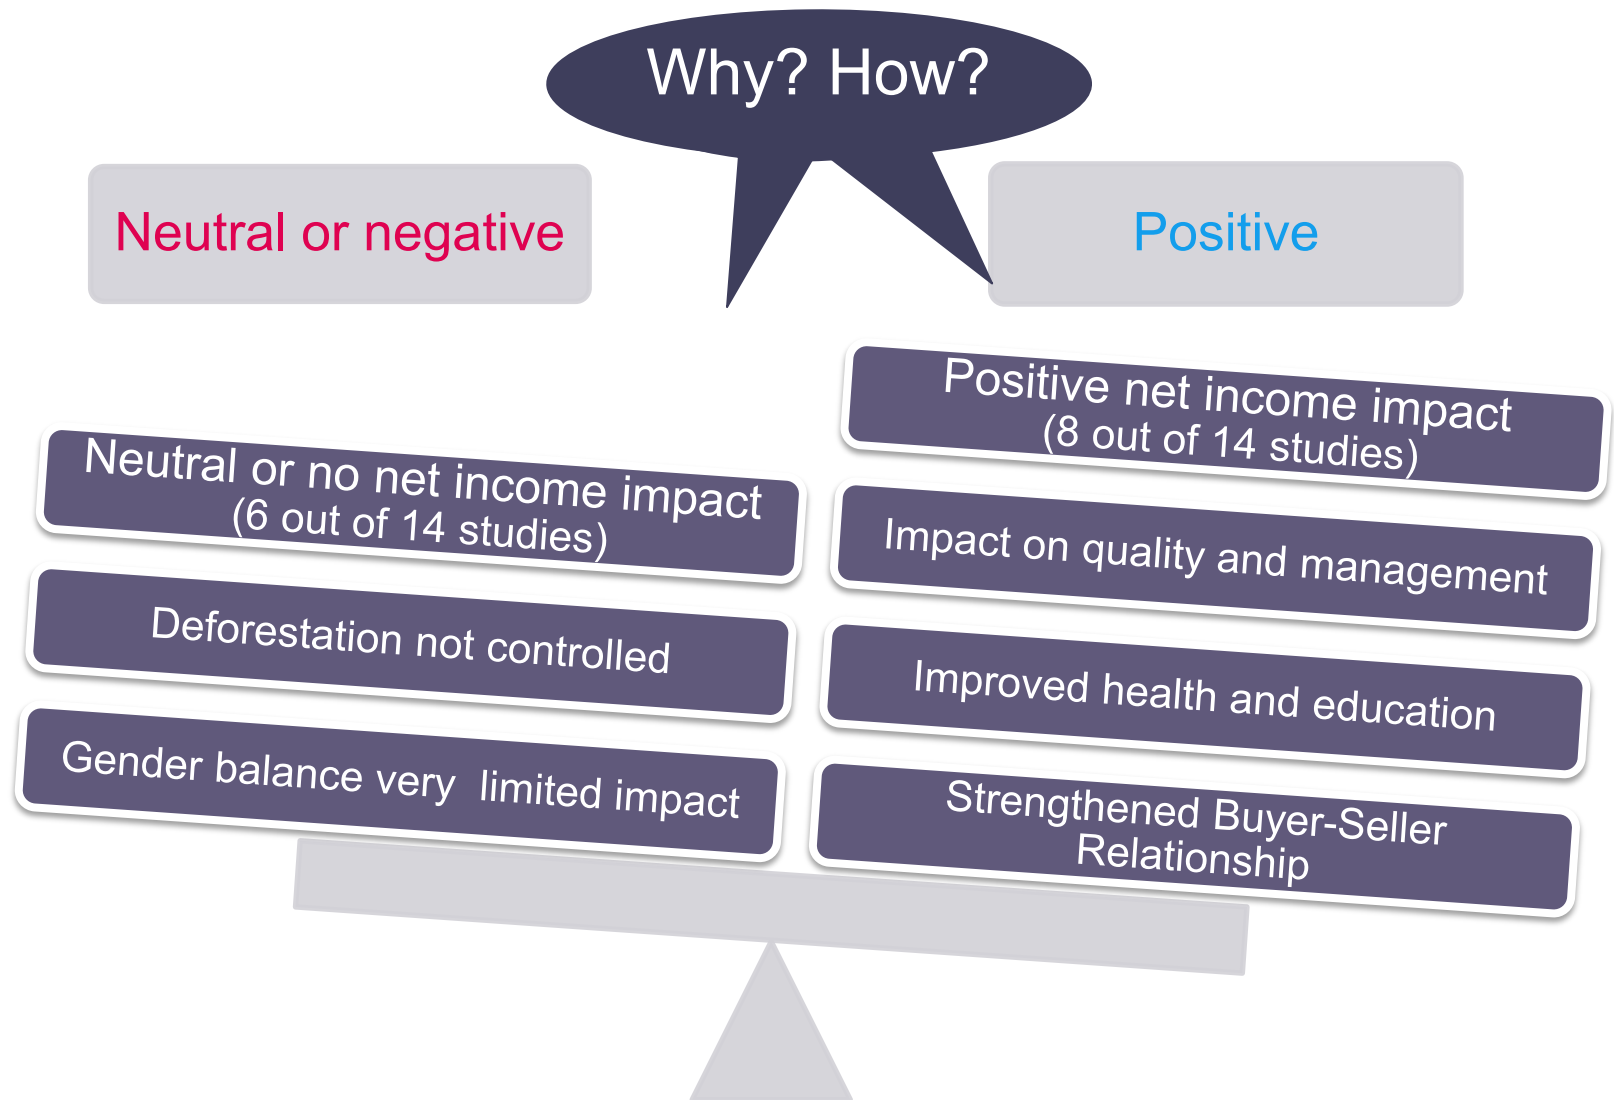 Why? How?
Neutral or negative
Positive
Neutral or no net income impact
(6 out of 14 studies)
Deforestation not controlled
Gender balance very  limited impact
Positive net income impact
(8 out of 14 studies)
Impact on quality and management
Improved health and education
Strengthened Buyer-Seller
Relationship